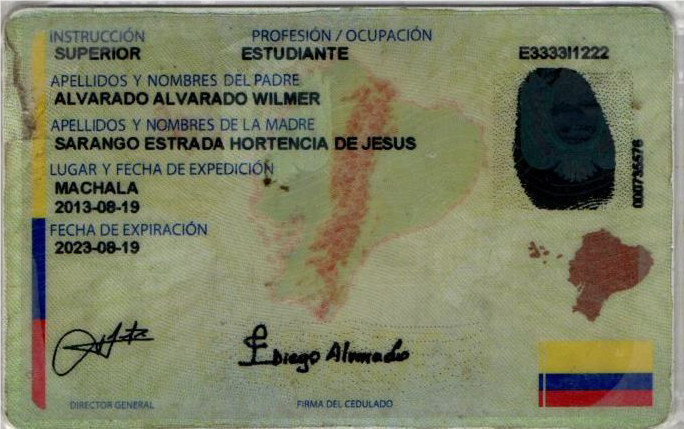 INSTRUCCIÓN PROFESIÓN / OCUPACIÓN
SUPERIOR ESTUDIANTE E3333I1222
APELLIDOS Y NOMBRES DEL PADRE
ALVARADO ALVARADO WILMER
APELLIDOS Y NOMBRES DE LA MADRE
SARANGO ESTRADA HORTENCIA DE JESUS
LUGAR Y FECHA DE EXPEDICIÓN
MACHALA
2013-08-19
FECHA DE EXPIRACIÓN
2023-08-19
000735578
Diego Alvarado
DIRECTOR GENERAL FIRMA DEL CEDULADO